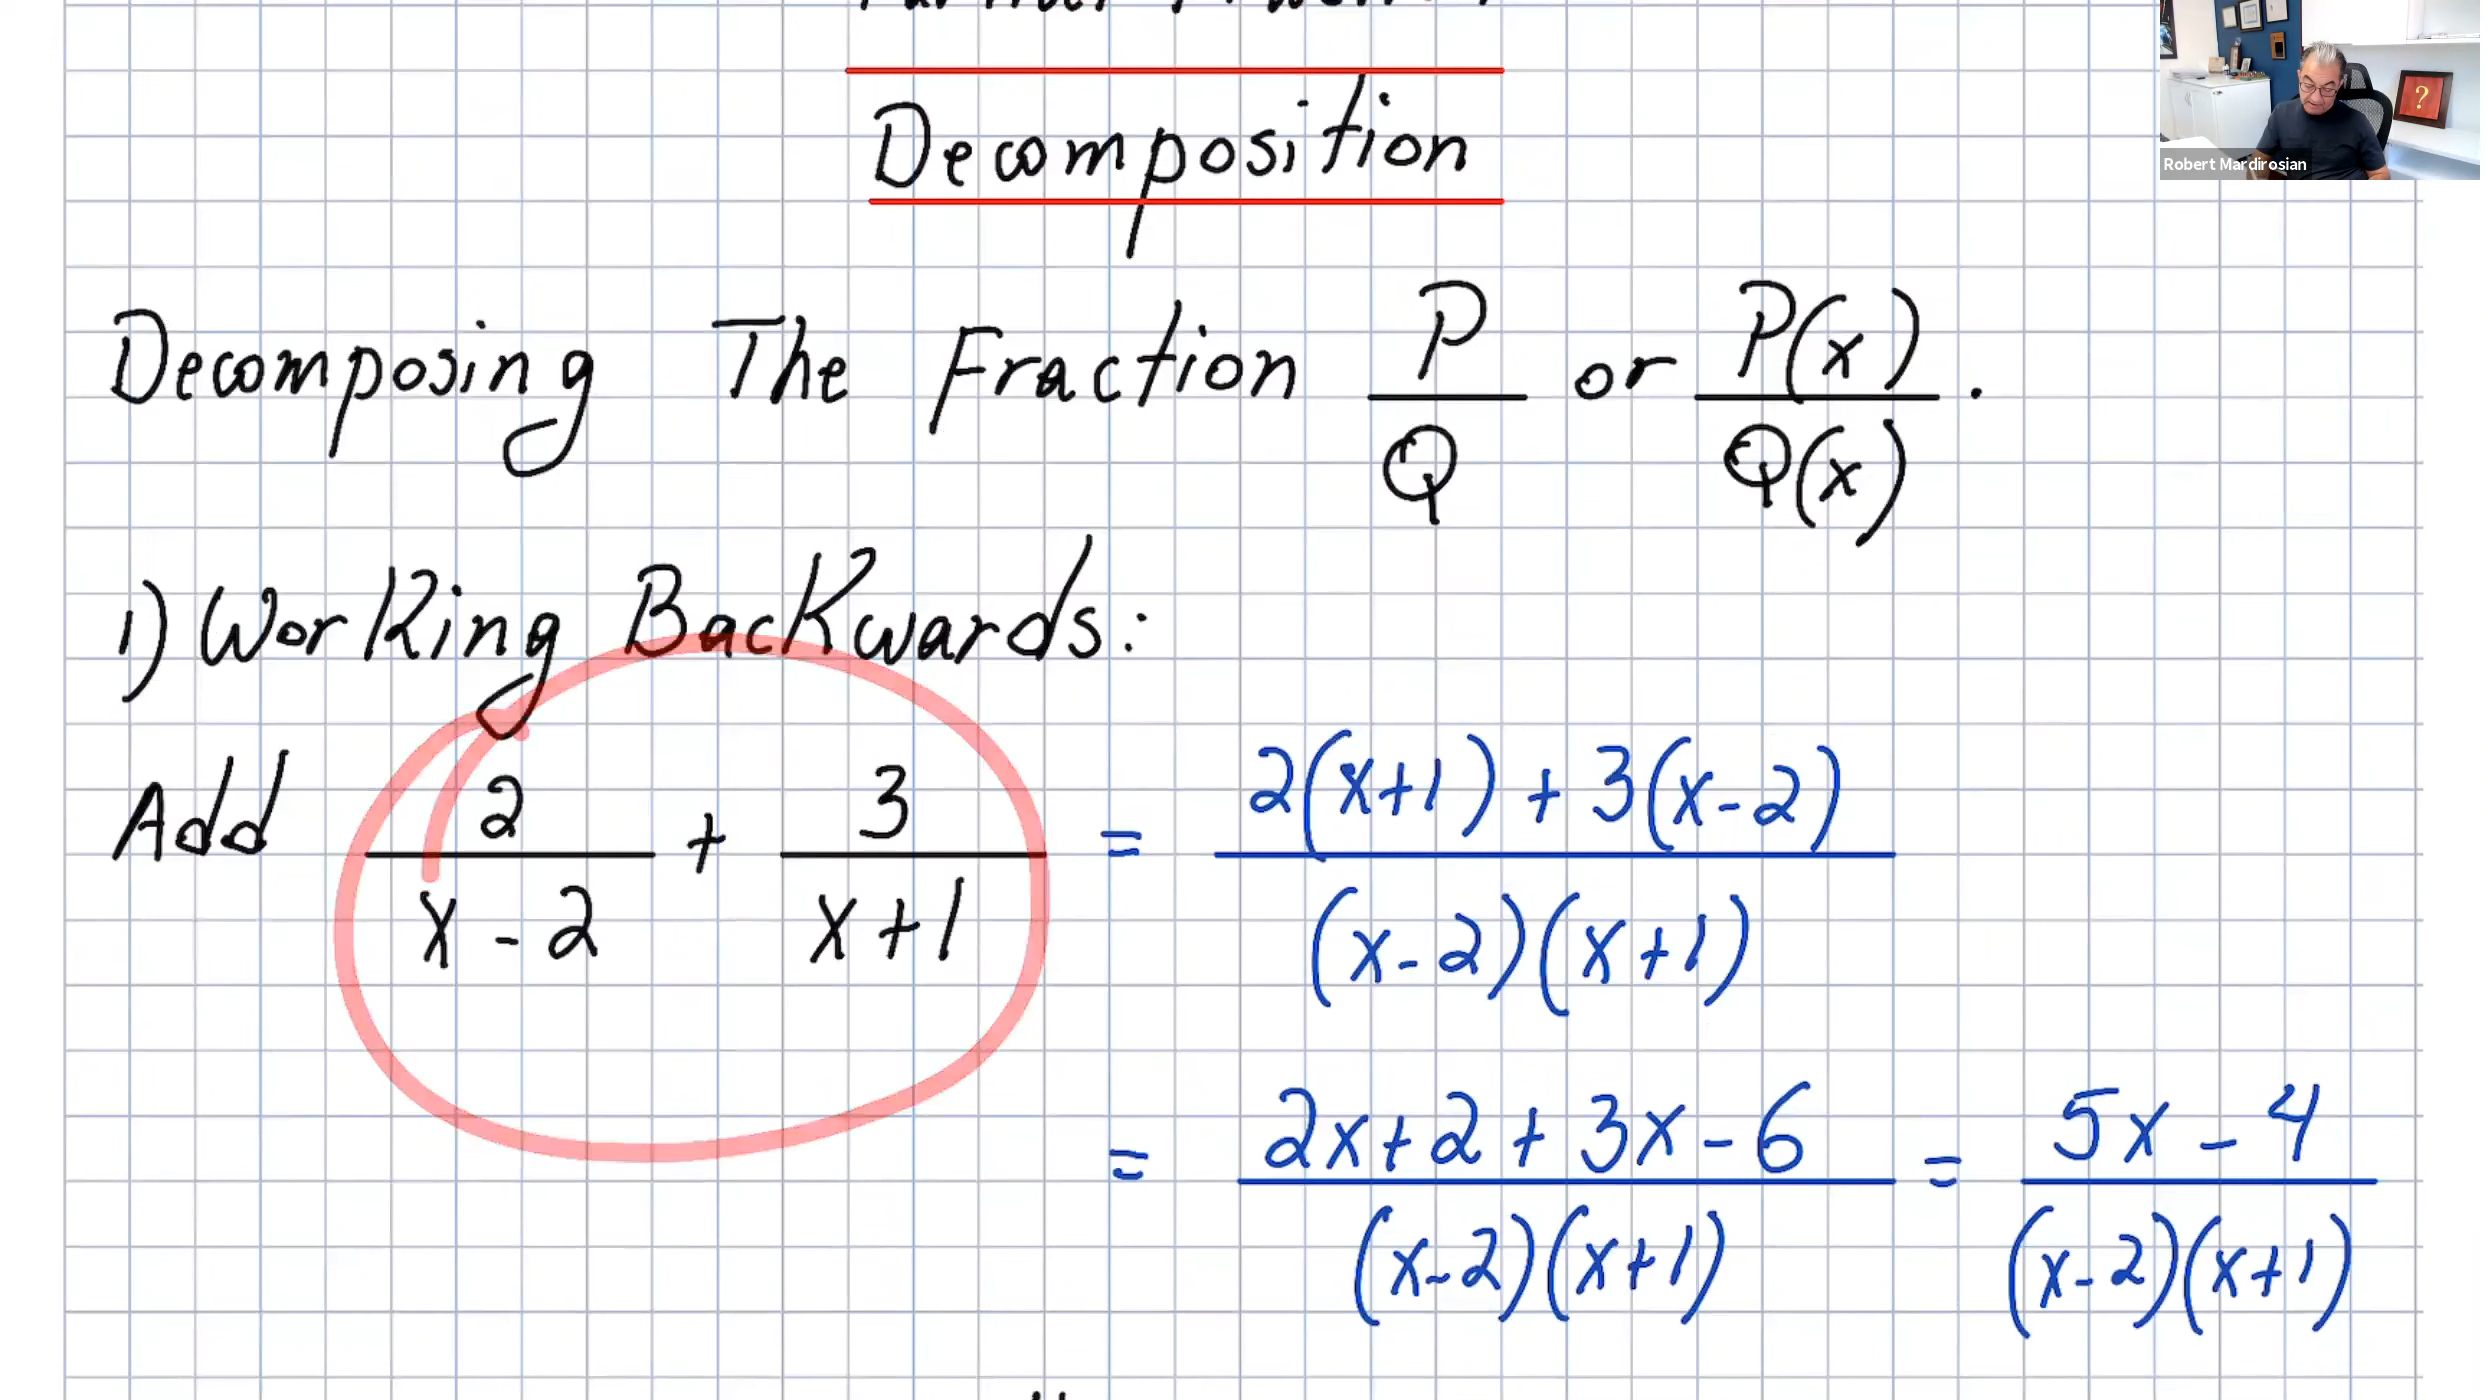 Decomposition
?
Robert Mardirosian
Decomposing The Fraction P/Q or P(x)/Q(x).
1) Working Backwards:
Add 2/(x-2) + 3/(x+1) = (2(x+1) + 3(x-2))/((x-2)(x+1))
= (2x+2+3x-6)/((x-2)(x+1)) = (5x-4)/((x-2)(x+1))